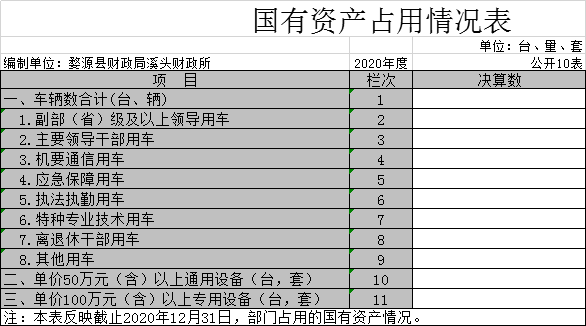 国有资产占用情况表
单位：台、量、套
编制单位：婺源县财政局溪头财政所 2020年度 公开10表
项 目 栏次 决算数
一、车辆数合计(台、辆) 1
1.副部（省）级及以上领导用车 2
2.主要领导干部用车 3
3.机要通信用车 4
4.应急保障用车 5
5.执法执勤用车 6
6.特种专业技术用车 7
7.离退休干部用车 8
8.其他用车 9
二、单价50万元（含）以上通用设备（台，套） 10
三、单价100万元（含）以上专用设备（台，套） 11
注：本表反映截止2020年12月31日，部门占用的国有资产情况。